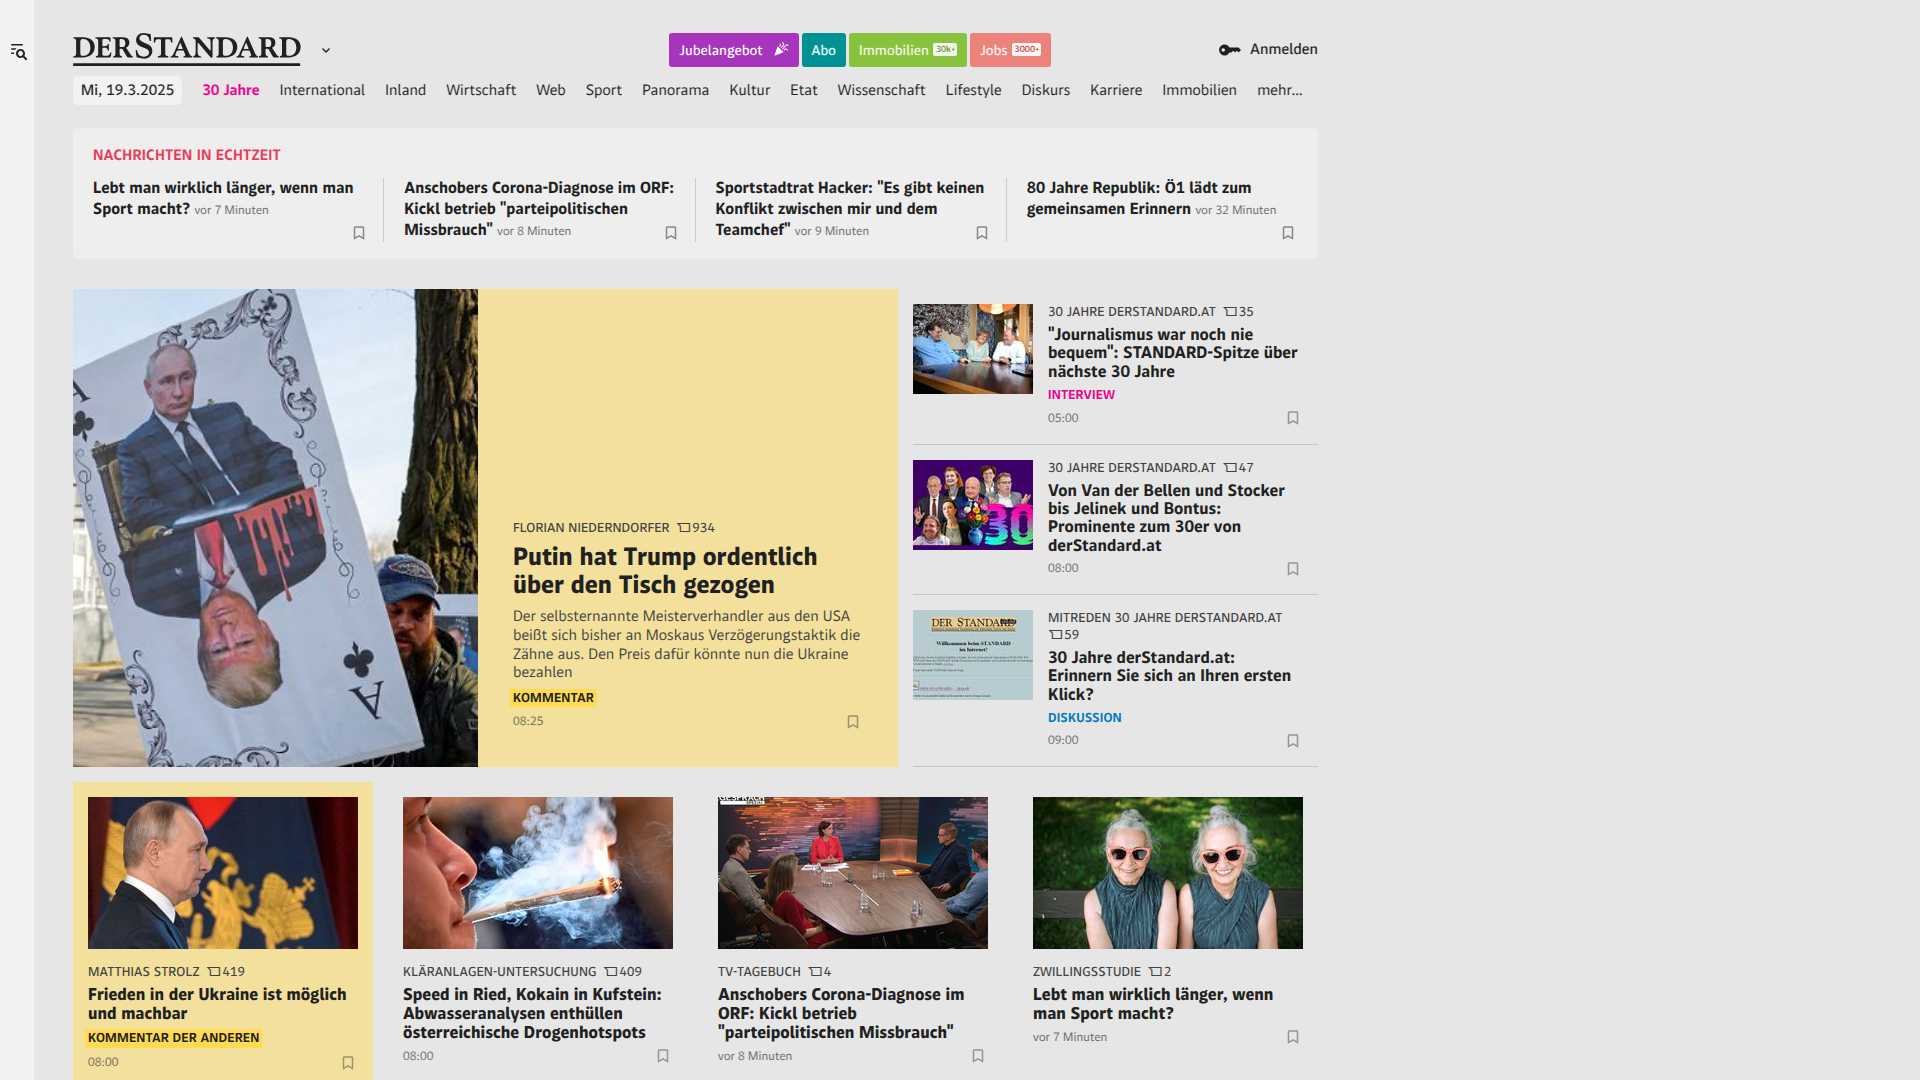 DERSTANDARD
Jubelangebot
Abo
Immobilien 30k+
Jobs 3000+
Anmelden
Mi, 19.3.2025
30 Jahre
International
Inland
Wirtschaft
Web
Sport
Panorama
Kultur
Etat
Wissenschaft
Lifestyle
Diskurs
Karriere
Immobilien
mehr...
NACHRICHTEN IN ECHTZEIT
Lebt man wirklich länger, wenn man
Sport macht? vor 7 Minuten
Anschobers Corona-Diagnose im ORF:
Kickl betrieb "parteipolitischen
Missbrauch" vor 8 Minuten
Sportstadtrat Hacker: "Es gibt keinen
Konflikt zwischen mir und dem
Teamchef" vor 9 Minuten
80 Jahre Republik: Ö1 lädt zum
gemeinsamen Erinnern vor 32 Minuten
A
A
FLORIAN NIEDERNDORFER 934
Putin hat Trump ordentlich
über den Tisch gezogen
Der selbsternannte Meisterverhandler aus den USA
beißt sich bisher an Moskaus Verzögerungstaktik die
Zähne aus. Den Preis dafür könnte nun die Ukraine
bezahlen
KOMMENTAR
08:25
30 JAHRE DERSTANDARD.AT 35
"Journalismus war noch nie
bequem": STANDARD-Spitze über
nächste 30 Jahre
INTERVIEW
05:00
30
30 JAHRE DERSTANDARD.AT 47
Von Van der Bellen und Stocker
bis Jelinek und Bontus:
Prominente zum 30er von
derStandard.at
08:00
DER STANDARD
Willkommen beim STANDARD
im Internet!
MITREDEN 30 JAHRE DERSTANDARD.AT
59
30 Jahre derStandard.at:
Erinnern Sie sich an Ihren ersten
Klick?
DISKUSSION
09:00
MATTHIAS STROLZ 419
Frieden in der Ukraine ist möglich
und machbar
KOMMENTAR DER ANDEREN
08:00
KLÄRANLAGEN-UNTERSUCHUNG 409
Speed in Ried, Kokain in Kufstein:
Abwasseranalysen enthüllen
österreichische Drogenhotspots
08:00
GESPRÄCH
TV-TAGEBUCH 4
Anschobers Corona-Diagnose im
ORF: Kickl betrieb
"parteipolitischen Missbrauch"
vor 8 Minuten
ZWILLINGSSTUDIE 2
Lebt man wirklich länger, wenn
man Sport macht?
vor 7 Minuten